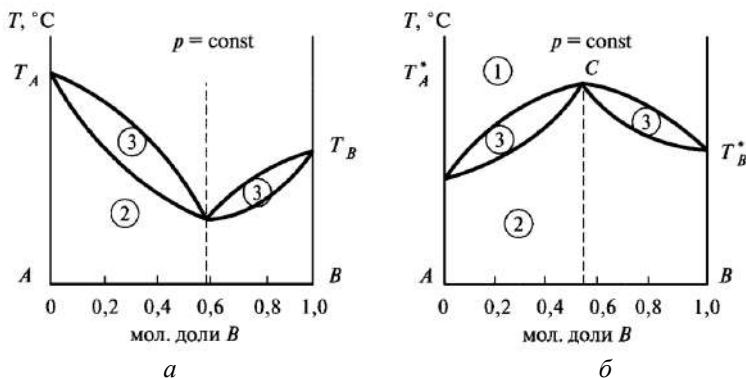 T, °C
p = const
T_A
T_B
3
3
2
A
B
0 0,2 0,4 0,6 0,8 1,0
мол. доли B
а
T, °C
p = const
T*_A
1
C
3
3
T*_B
2
A
B
0 0,2 0,4 0,6 0,8 1,0
мол. доли B
б